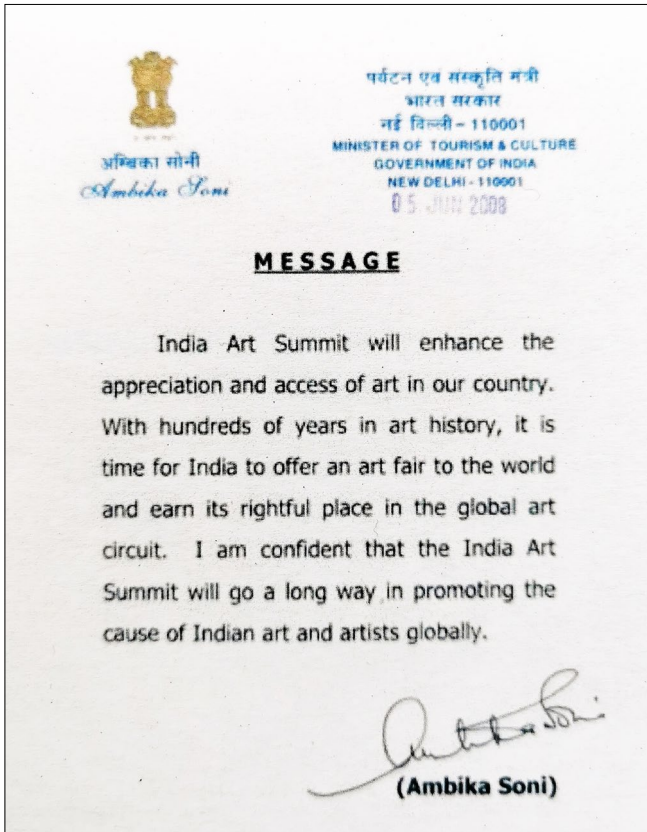 अम्बिका सोनी
Ambika Soni
पर्यटन एवं संस्कृति मंत्री
भारत सरकार
नई दिल्ली - 110001
MINISTER OF TOURISM & CULTURE
GOVERNMENT OF INDIA
NEW DELHI - 110001
05 JUN 2008
MESSAGE
India Art Summit will enhance the
appreciation and access of art in our country.
With hundreds of years in art history, it is
time for India to offer an art fair to the world
and earn its rightful place in the global art
circuit. I am confident that the India Art
Summit will go a long way in promoting the
cause of Indian art and artists globally.
Ambika Soni
(Ambika Soni)